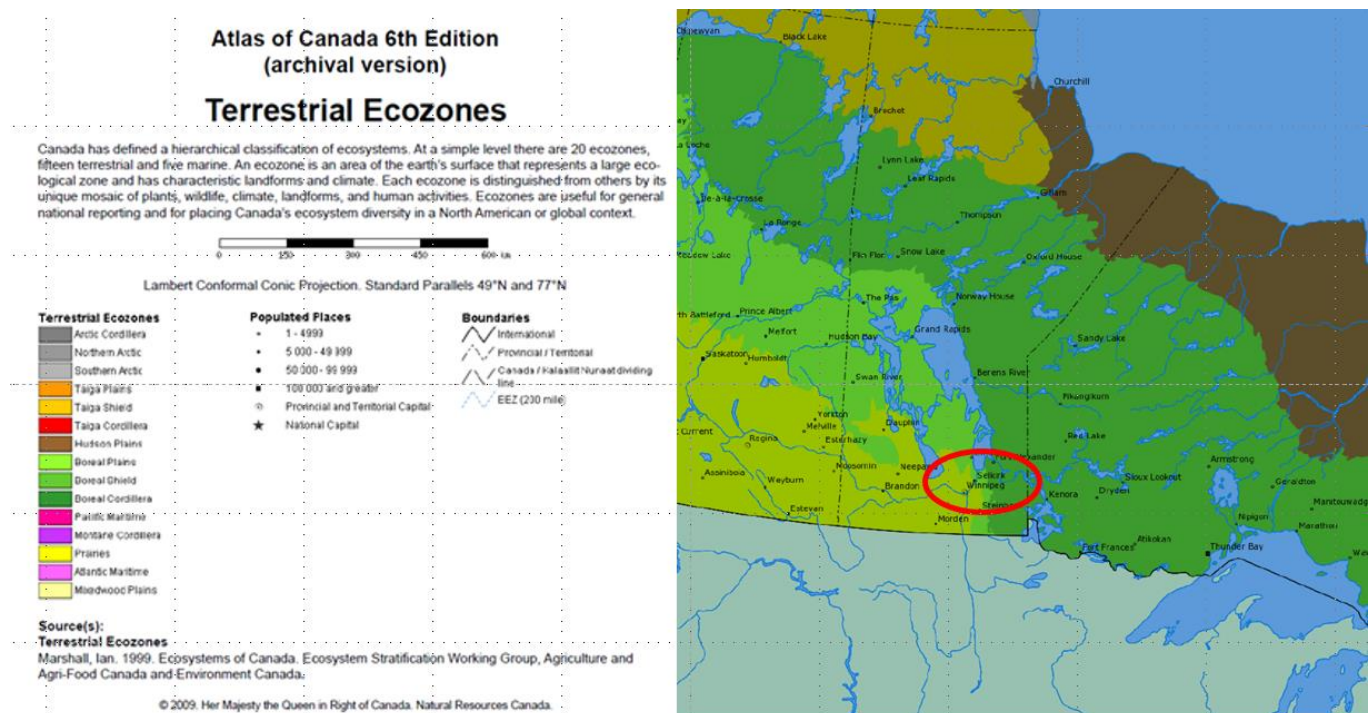 Atlas of Canada 6th Edition
(archival version)
Terrestrial Ecozones
Canada has defined a hierarchical classification of ecosystems. At a simple level there are 20 ecozones,
fifteen terrestrial and five marine. An ecozone is an area of the earth's surface that represents a large eco-
logical zone and has characteristic landforms and climate. Each ecozone is distinguished from others by its
unique mosaic of plants, wildlife, climate, landforms, and human activities. Ecozones are useful for general
national reporting and for placing Canada's ecosystem diversity in a North American or global context.
0 150 300 450 600 km
Lambert Conformal Conic Projection. Standard Parallels 49°N and 77°N
Terrestrial Ecozones
Arctic Cordillera
Northern Arctic
Southern Arctic
Taiga Plains
Taiga Shield
Taiga Cordillera
Hudson Plains
Boreal Plains
Boreal Shield
Boreal Cordillera
Pacific Maritime
Montane Cordillera
Prairies
Atlantic Maritime
Mixedwood Plains
Populated Places
1 - 4999
5 000 - 49 999
50 000 - 99 999
100 000 and greater
Provincial and Territorial Capital
National Capital
Boundaries
International
Provincial / Territorial
Canada / Kalaallit Nunaat dividing
line
EEZ (200 mile)
Source(s):
Terrestrial Ecozones
Marshall, Ian. 1999. Ecosystems of Canada. Ecosystem Stratification Working Group, Agriculture and
Agri-Food Canada and Environment Canada.
© 2009. Her Majesty the Queen in Right of Canada. Natural Resources Canada.
Black Lake
Churchill
Brochet
La Loche
Lynn Lake
Leaf Rapids
Gillam
Thompson
La Ronge
Flin Flon
Snow Lake
Oxford House
Meadow Lake
The Pas
Norway House
Prince Albert
Grand Rapids
Melfort
Hudson Bay
Sandy Lake
Saskatoon
Humboldt
Swan River
Berens River
Pikangikum
Yorkton
Melville
Dauphin
Regina
Esterhazy
Red Lake
Armstrong
Assiniboia
Moosomin
Neepawa
Selkirk
Winnipeg
Sioux Lookout
Geraldton
Weyburn
Brandon
Kenora
Dryden
Manitouwadge
Estevan
Morden
Nipigon
Marathon
Fort Frances
Atikokan
Thunder Bay